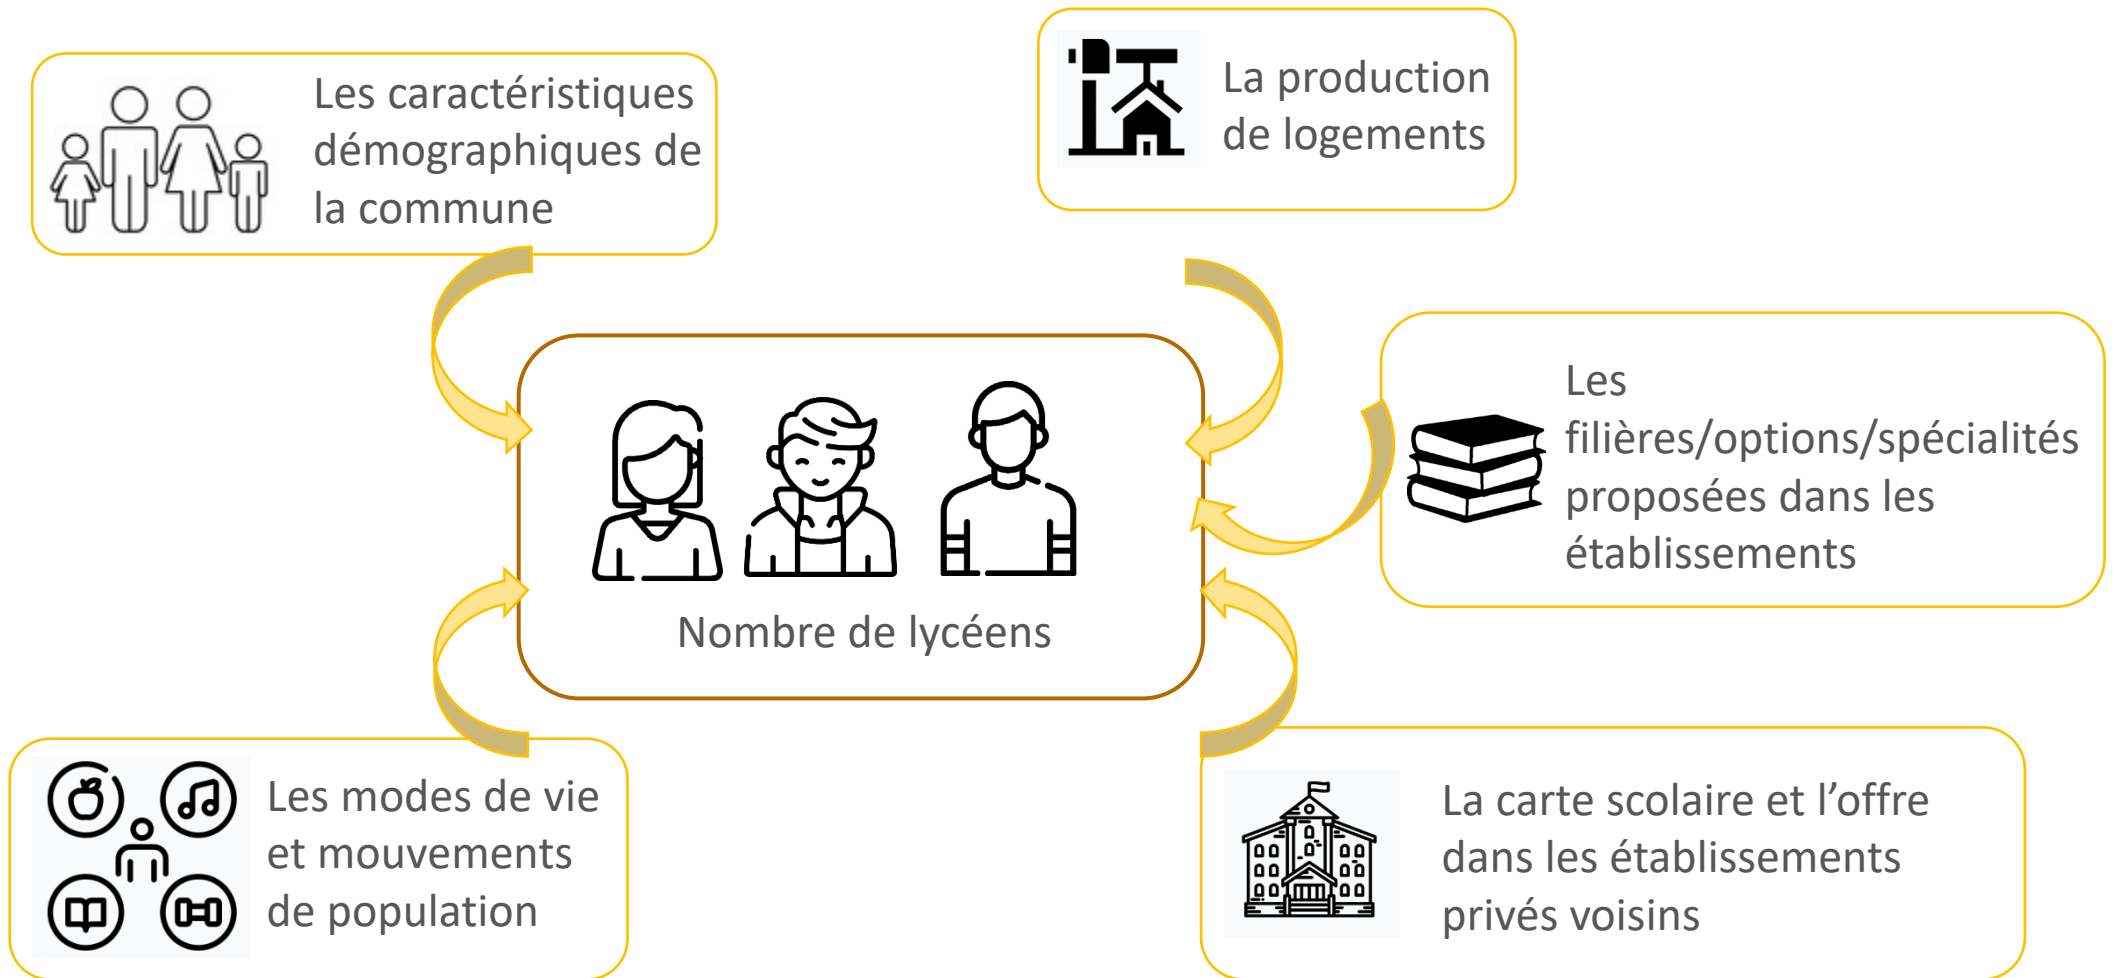 Les caractéristiques
démographiques de
la commune
La production
de logements
Les
filières/options/spécialités
proposées dans les
établissements
Nombre de lycéens
Les modes de vie
et mouvements
de population
La carte scolaire et l’offre
dans les établissements
privés voisins